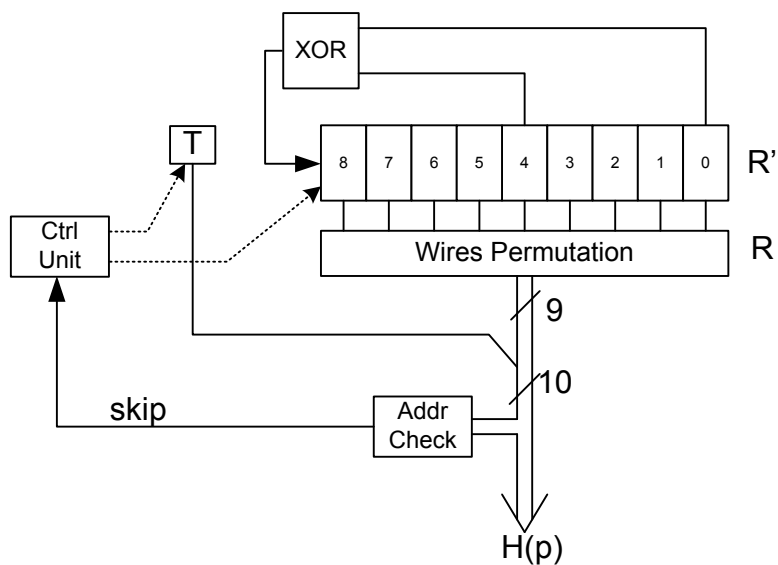 XOR
T
8 7 6 5 4 3 2 1 0
R'
Ctrl
Unit
Wires Permutation
R
9
10
skip
Addr
Check
H(p)